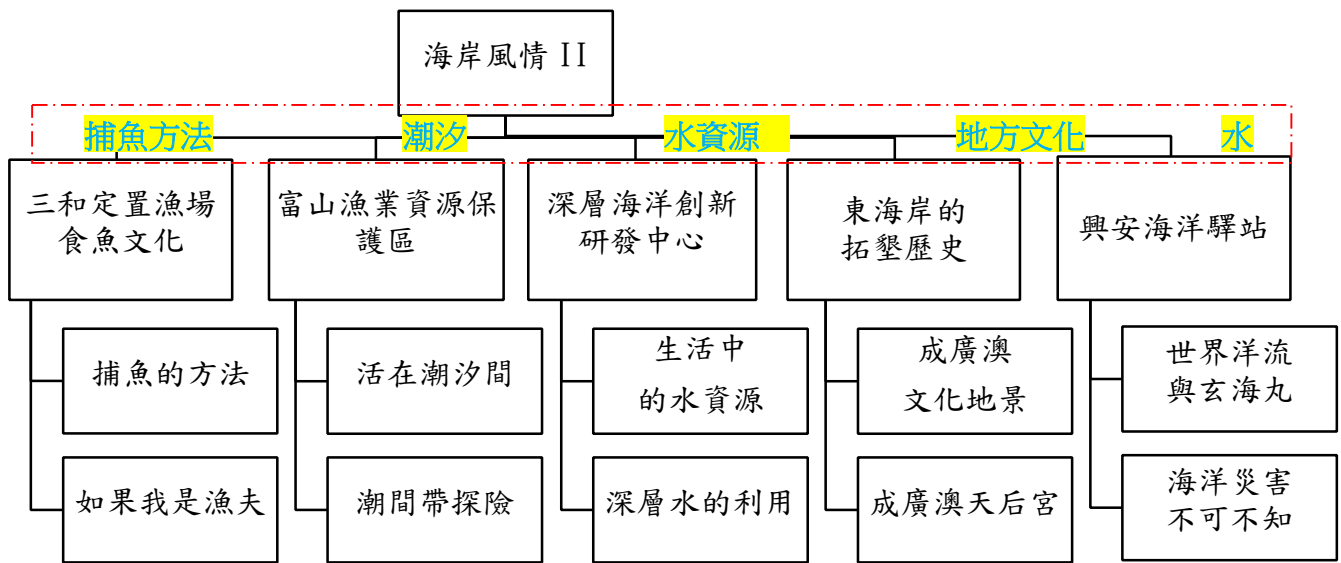 海岸風情 II
捕魚方法
潮汐
水資源
地方文化
水
三和定置漁場
食魚文化
富山漁業資源保
護區
深層海洋創新
研發中心
東海岸的
拓墾歷史
興安海洋驛站
捕魚的方法
活在潮汐間
生活中
的水資源
成廣澳
文化地景
世界洋流
與玄海丸
如果我是漁夫
潮間帶探險
深層水的利用
成廣澳天后宮
海洋災害
不可不知